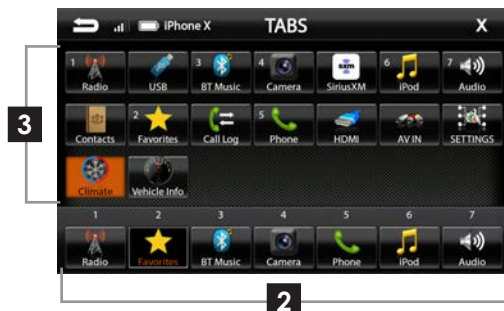 iPhone X TABS X
1 3 4 6 7
Radio USB BT Music Camera SiriusXM iPod Audio
2 5
Contacts Favorites Call Log Phone HDMI AV IN SETTINGS
Climate Vehicle Info
1 2 3 4 5 6 7
Radio Favorites BT Music Camera Phone iPod Audio
3
2